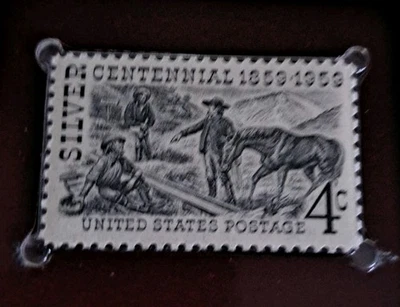 SILVER
CENTENNIAL 1859-1959
4c
UNITED STATES POSTAGE